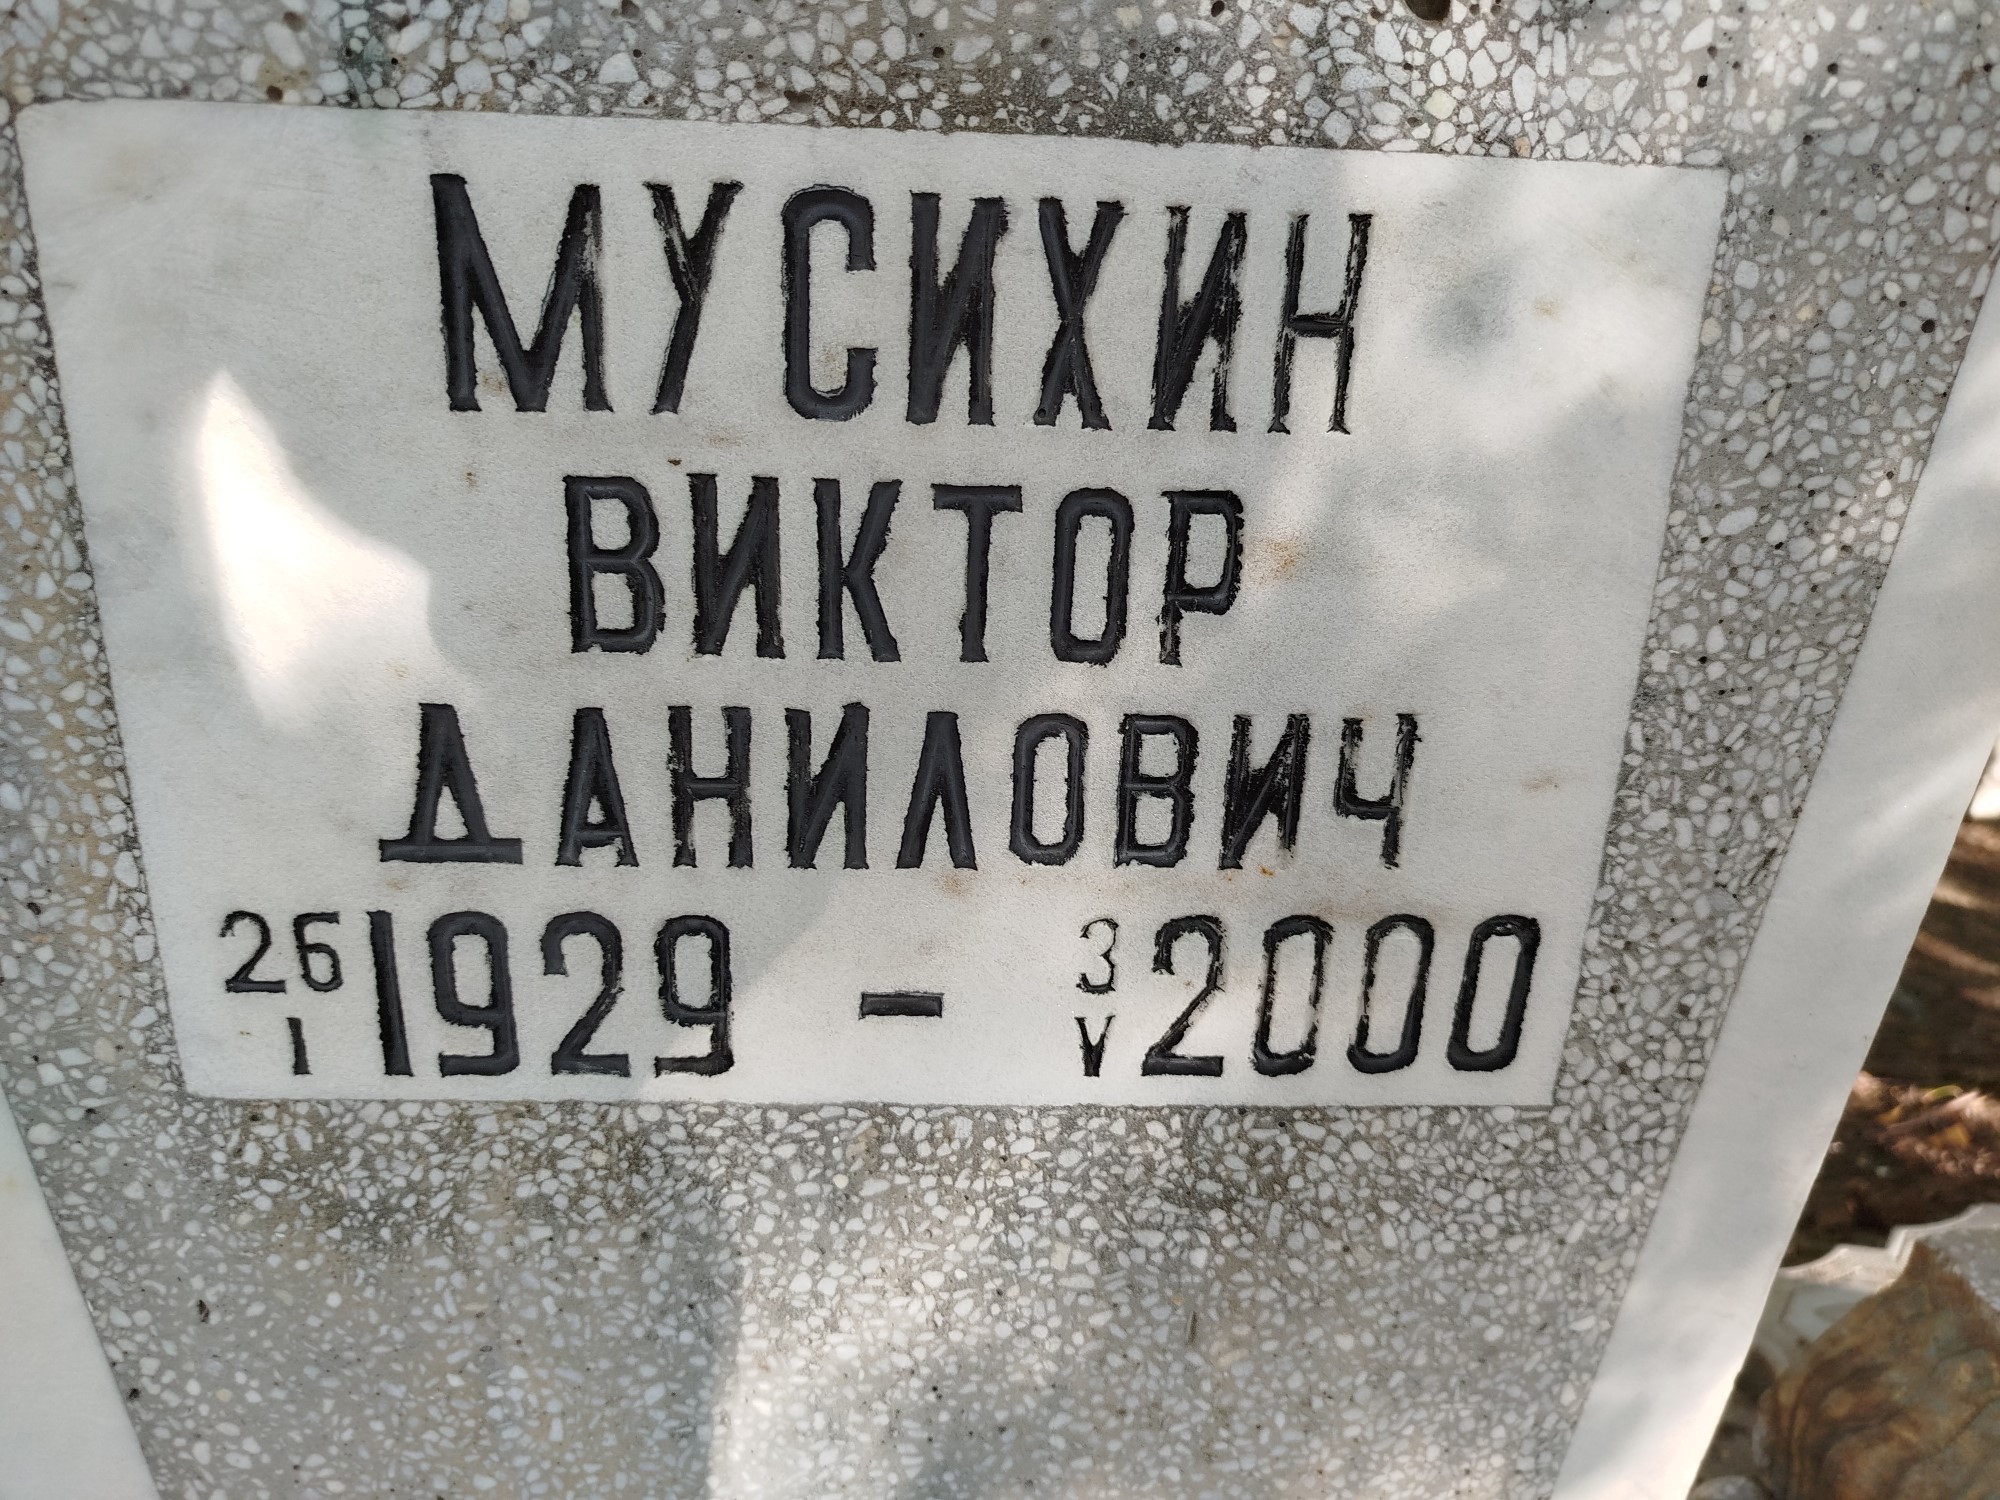 МУСИХИН
ВИКТОР
ДАНИЛОВИЧ
26/I 1929 – 3/V 2000